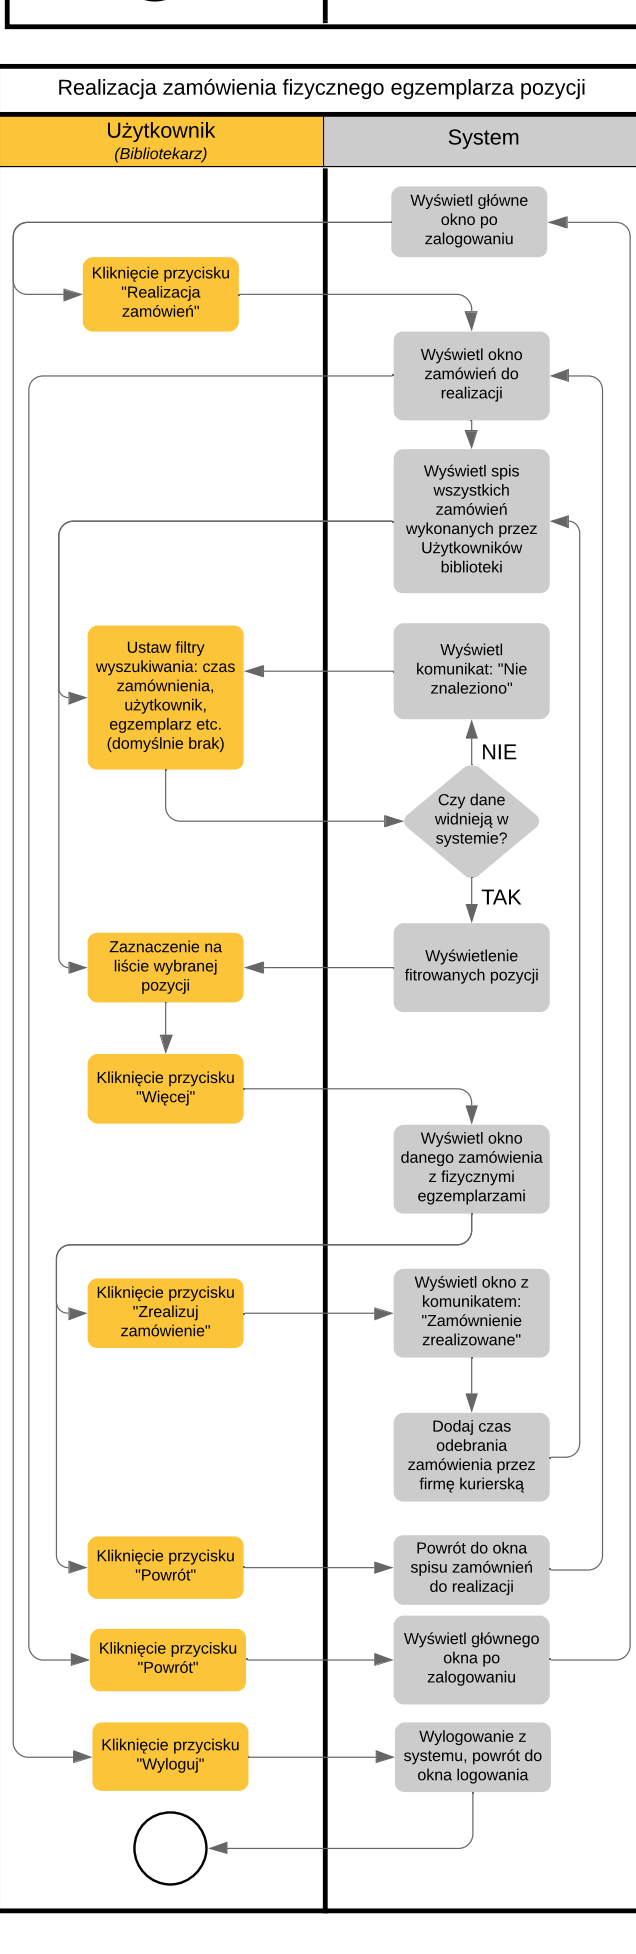 Realizacja zamówienia fizycznego egzemplarza pozycji
Użytkownik
(Bibliotekarz)
System
Wyświetl główne
okno po
zalogowaniu
Kliknięcie przycisku
"Realizacja
zamówień"
Wyświetl okno
zamówień do
realizacji
Wyświetl spis
wszystkich
zamówień
wykonanych przez
Użytkowników
biblioteki
Ustaw filtry
wyszukiwania: czas
zamównienia,
użytkownik,
egzemplarz etc.
(domyślnie brak)
Wyświetl
komunikat: "Nie
znaleziono"
NIE
Czy dane
widnieją w
systemie?
TAK
Zaznaczenie na
liście wybranej
pozycji
Wyświetlenie
fitrowanych pozycji
Kliknięcie przycisku
"Więcej"
Wyświetl okno
danego zamówienia
z fizycznymi
egzemplarzami
Kliknięcie przycisku
"Zrealizuj
zamówienie"
Wyświetl okno z
komunikatem:
"Zamównienie
zrealizowane"
Dodaj czas
odebrania
zamówienia przez
firmę kurierską
Kliknięcie przycisku
"Powrót"
Powrót do okna
spisu zamównień
do realizacji
Kliknięcie przycisku
"Powrót"
Wyświetl głównego
okna po
zalogowaniu
Kliknięcie przycisku
"Wyloguj"
Wylogowanie z
systemu, powrót do
okna logowania